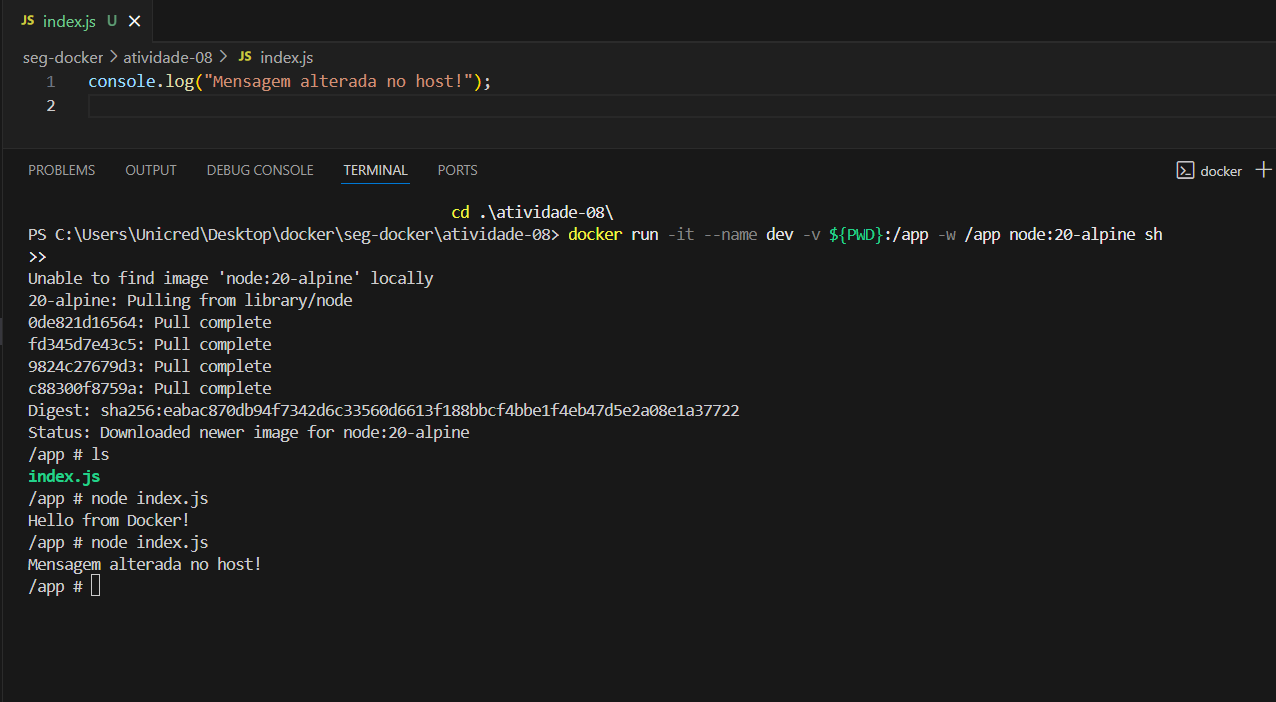 JS index.js U
seg-docker > atividade-08 > JS index.js
1 console.log("Mensagem alterada no host!");
2
PROBLEMS OUTPUT DEBUG CONSOLE TERMINAL PORTS docker
cd .\atividade-08\
PS C:\Users\Unicred\Desktop\docker\seg-docker\atividade-08> docker run -it --name dev -v ${PWD}:/app -w /app node:20-alpine sh
>>
Unable to find image 'node:20-alpine' locally
20-alpine: Pulling from library/node
0de821d16564: Pull complete
fd345d7e43c5: Pull complete
9824c27679d3: Pull complete
c88300f8759a: Pull complete
Digest: sha256:eabac870db94f7342d6c33560d6613f188bbcf4bbe1f4eb47d5e2a08e1a37722
Status: Downloaded newer image for node:20-alpine
/app # ls
index.js
/app # node index.js
Hello from Docker!
/app # node index.js
Mensagem alterada no host!
/app #